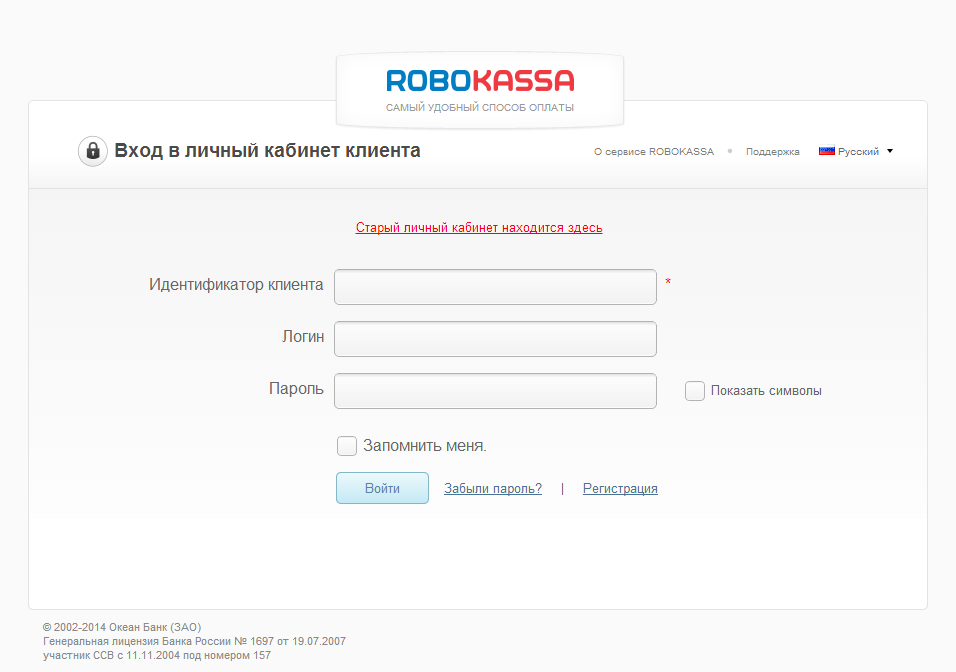 ROBOKASSA
САМЫЙ УДОБНЫЙ СПОСОБ ОПЛАТЫ
Вход в личный кабинет клиента
О сервисе ROBOKASSA
Поддержка
Русский
Старый личный кабинет находится здесь
Идентификатор клиента *
Логин
Пароль
Показать символы
Запомнить меня.
Войти Забыли пароль? | Регистрация
© 2002-2014 Океан Банк (ЗАО)
Генеральная лицензия Банка России № 1697 от 19.07.2007
участник ССВ с 11.11.2004 под номером 157